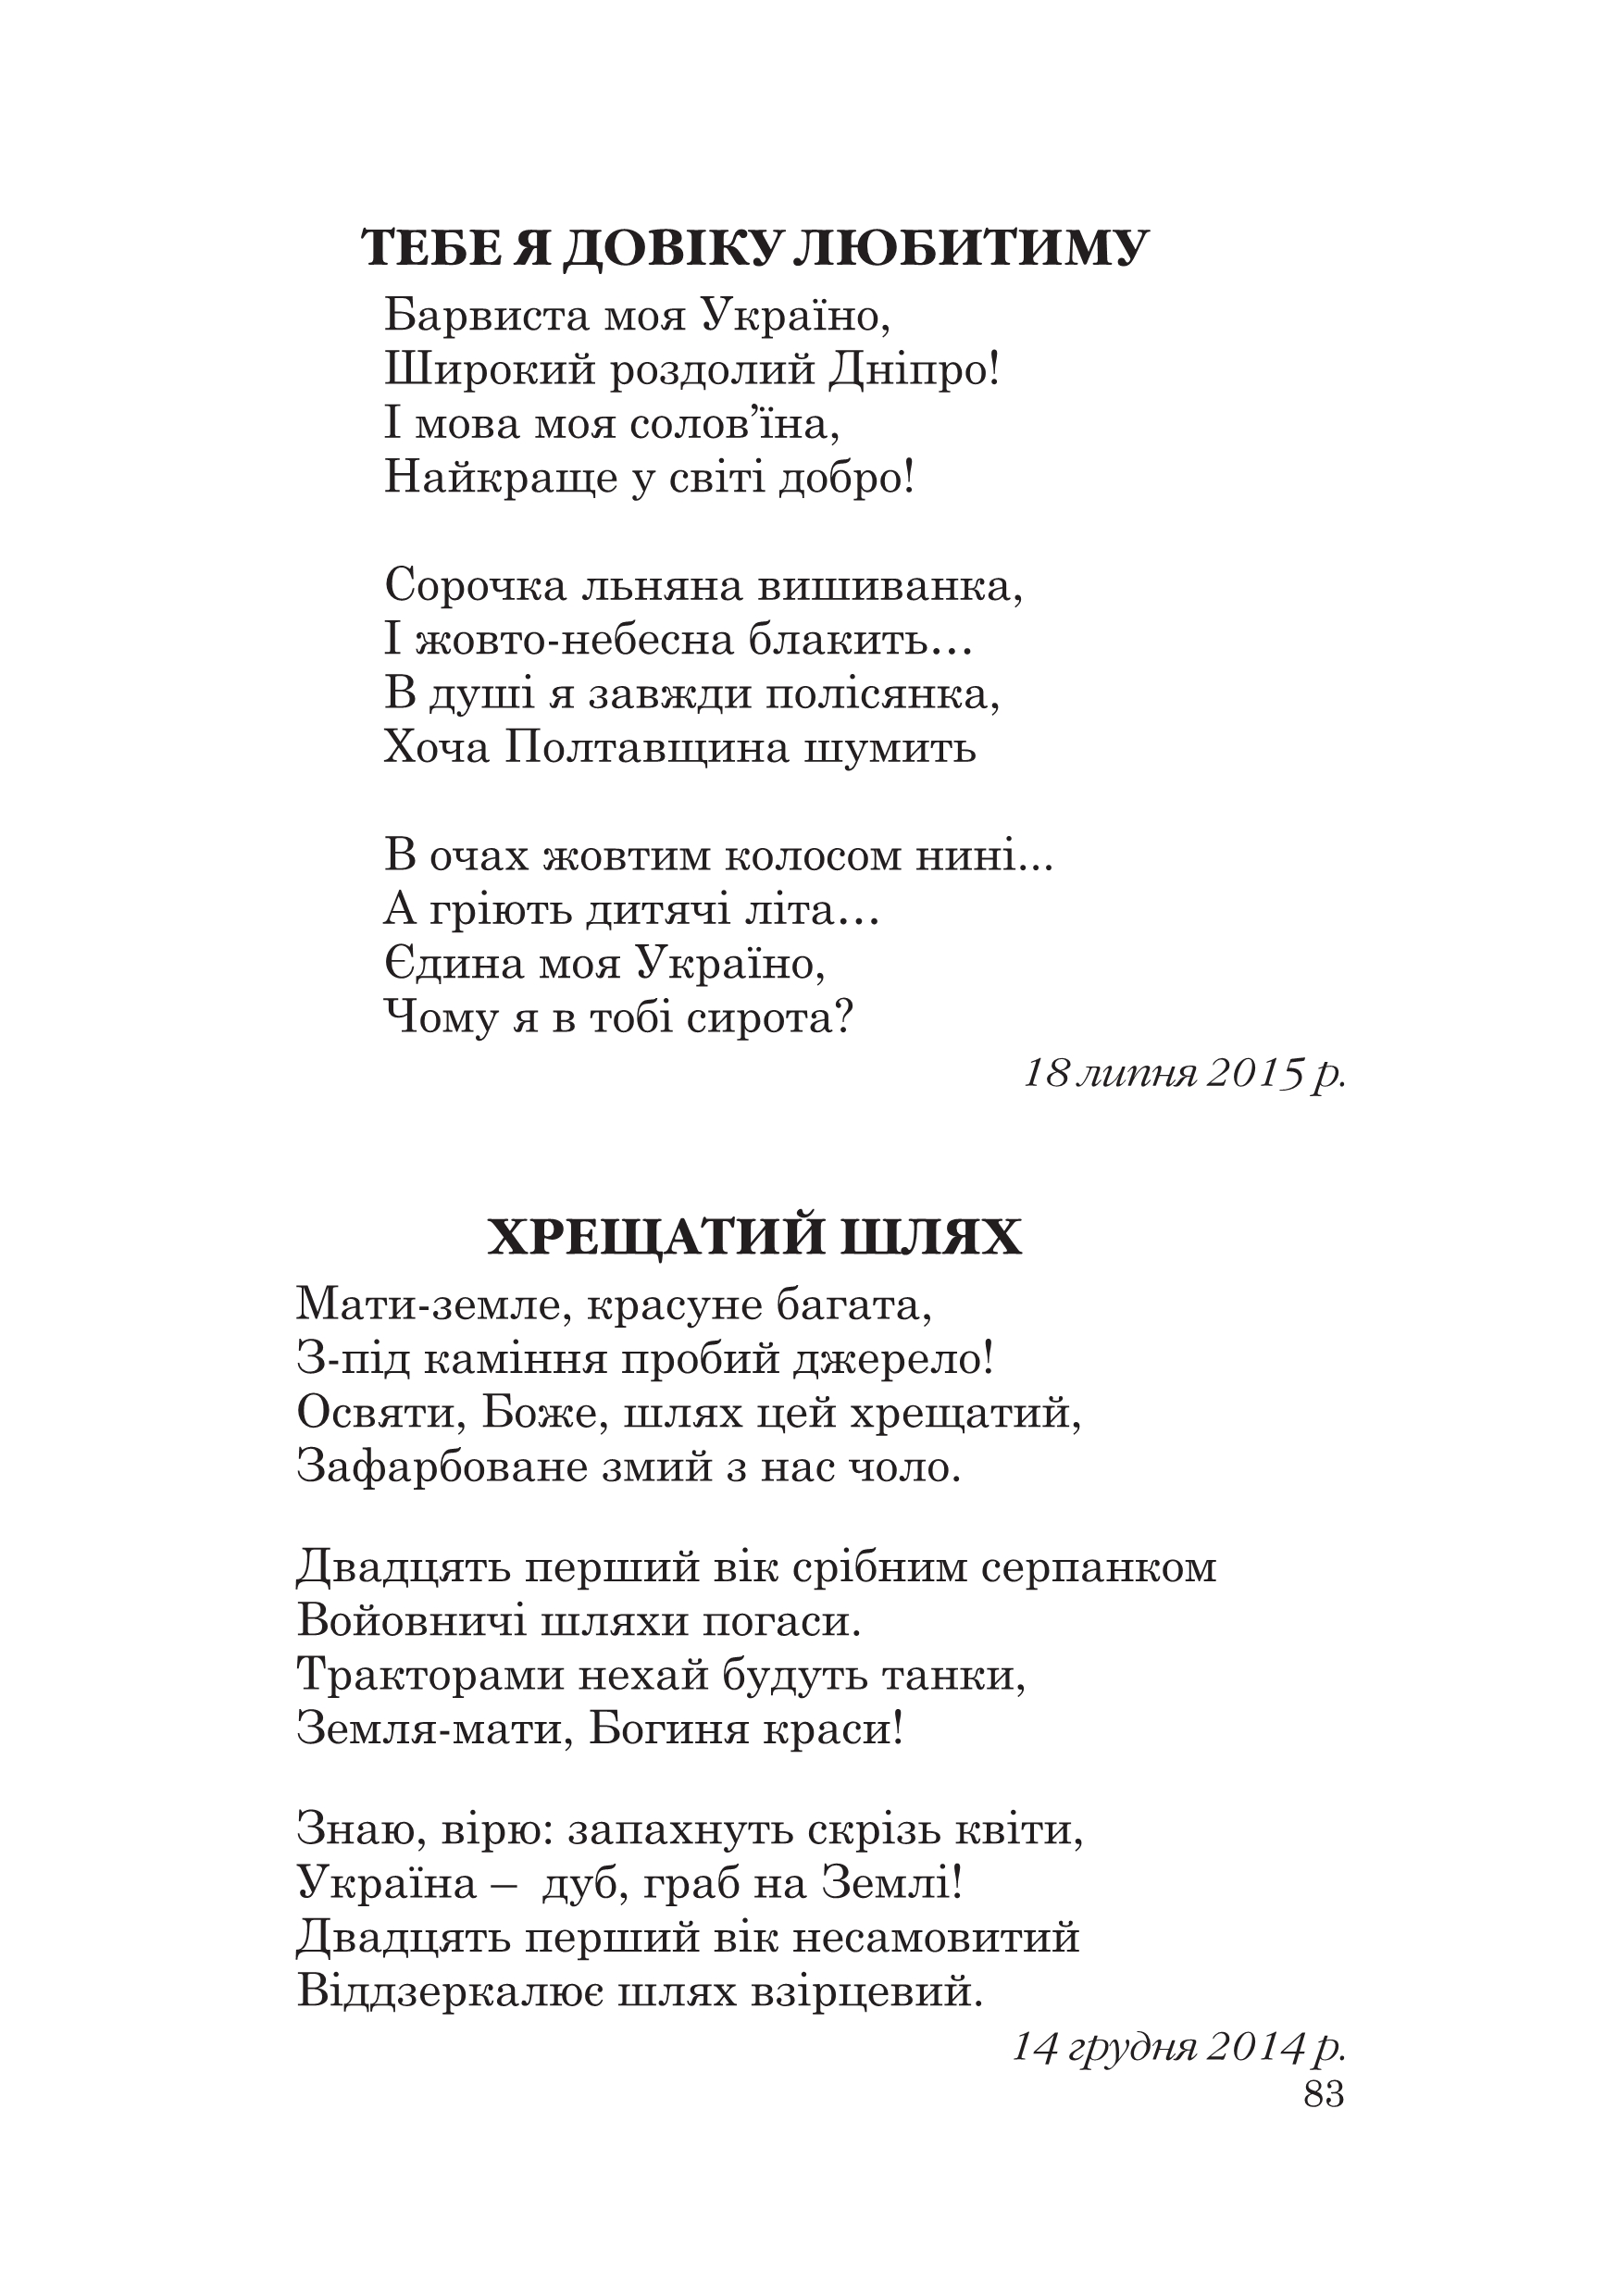 ТЕБЕ Я ДОВІКУ ЛЮБИТИМУ
Барвиста моя Україно,
Широкий роздолий Дніпро!
І мова моя солов’їна,
Найкраще у світі добро!
Сорочка льняна вишиванка,
І жовто-небесна блакить…
В душі я завжди полісянка,
Хоча Полтавщина шумить
В очах жовтим колосом нині...
А гріють дитячі літа…
Єдина моя Україно,
Чому я в тобі сирота?
18 липня 2015 р.
ХРЕЩАТИЙ ШЛЯХ
Мати-земле, красуне багата,
З-під каміння пробий джерело!
Освяти, Боже, шлях цей хрещатий,
Зафарбоване змий з нас чоло.
Двадцять перший вік срібним серпанком
Войовничі шляхи погаси.
Тракторами нехай будуть танки,
Земля-мати, Богиня краси!
Знаю, вірю: запахнуть скрізь квіти,
Україна –  дуб, граб на Землі!
Двадцять перший вік несамовитий
Віддзеркалює шлях взірцевий.
14 грудня 2014 р.
83